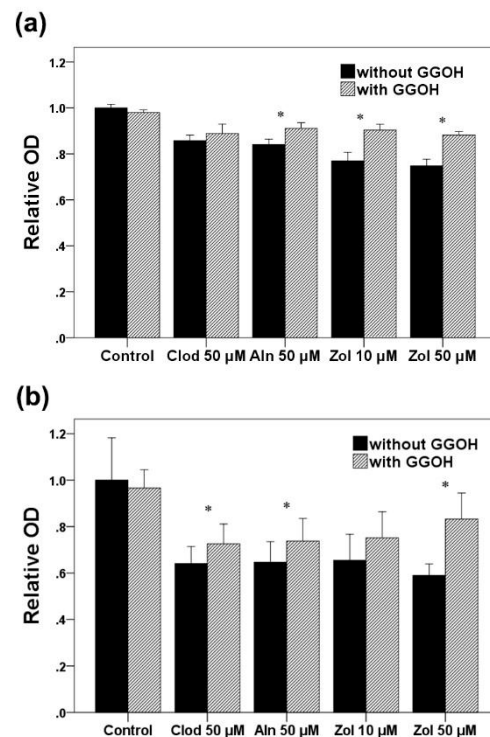 (a)
1.2
without GGOH
with GGOH
1.0
*
*
*
.8
.6
.4
.2
.0
Relative OD
Control Clod 50 µM Aln 50 µM Zol 10 µM Zol 50 µM
(b)
1.2
without GGOH
with GGOH
1.0
*
*
*
.8
.6
.4
.2
.0
Relative OD
Control Clod 50 µM Aln 50 µM Zol 10 µM Zol 50 µM